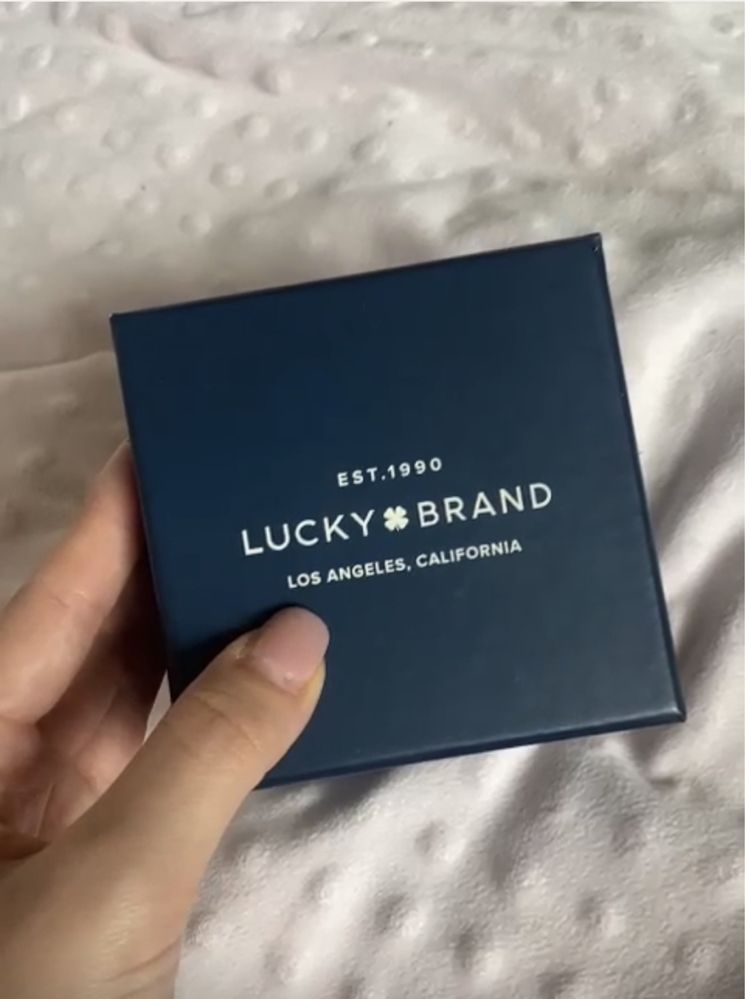 EST.1990
LUCKY BRAND
LOS ANGELES, CALIFORNIA